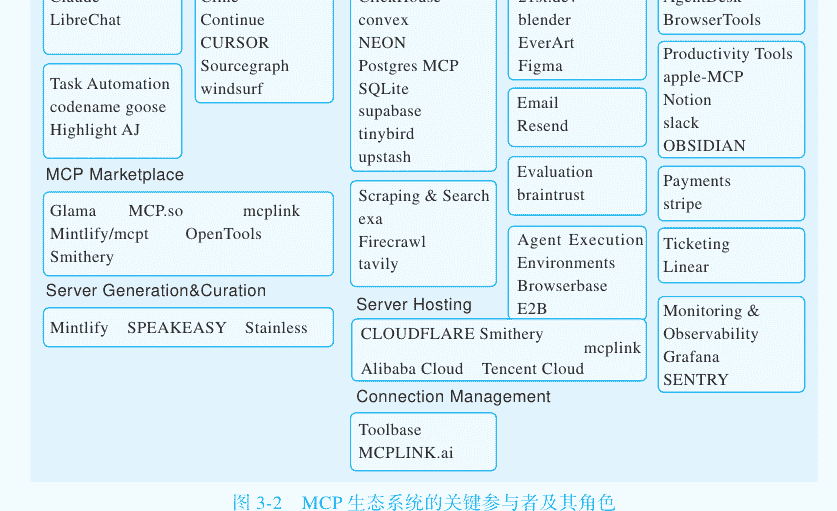 LibreChat
Continue
CURSOR
Sourcegraph
windsurf
Task Automation
codename goose
Highlight AJ
MCP Marketplace
Glama MCP.so mcplink
Mintlify/mcpt OpenTools
Smithery
Server Generation&Curation
Mintlify SPEAKEASY Stainless
convex
NEON
Postgres MCP
SQLite
supabase
tinybird
upstash
Scraping & Search
exa
Firecrawl
tavily
blender
EverArt
Figma
Email
Resend
Evaluation
braintrust
Agent Execution
Environments
Browserbase
E2B
Server Hosting
CLOUDFLARE Smithery
mcplink
Alibaba Cloud Tencent Cloud
Connection Management
Toolbase
MCPLINK.ai
BrowserTools
Productivity Tools
apple-MCP
Notion
slack
OBSIDIAN
Payments
stripe
Ticketing
Linear
Monitoring &
Observability
Grafana
SENTRY
图 3-2 MCP 生态系统的关键参与者及其角色